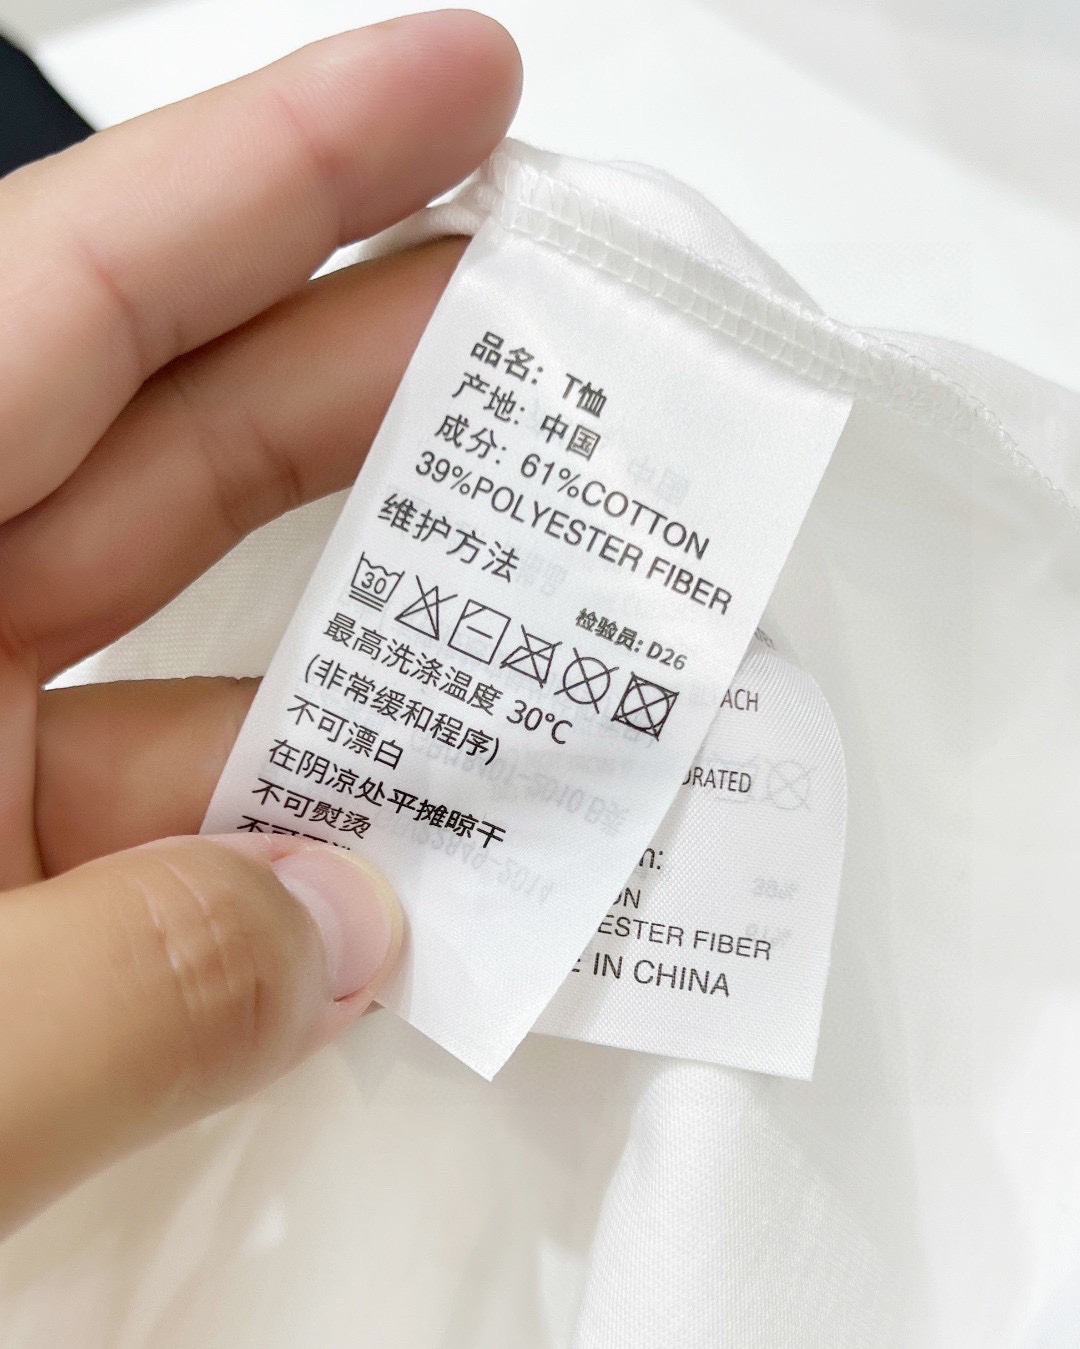 品名: T恤
产地: 中国
成分: 61%COTTON
39%POLYESTER FIBER
维护方法
30
检验员: D26
最高洗涤温度 30°C
(非常缓和程序)
不可漂白
在阴凉处平摊晾干
不可熨烫
不可
ACH
RATED
n:
ON
ESTER FIBER
IN CHINA